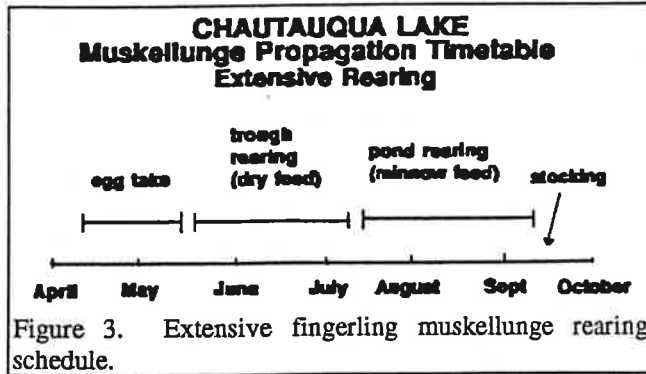 CHAUTAUQUA LAKE
Muskellunge Propagation Timetable
Extensive Rearing
egg take
trough
rearing
(dry feed)
pond rearing
(minnow feed)
stocking
April May June July August Sept October
Figure 3. Extensive fingerling muskellunge rearing
schedule.